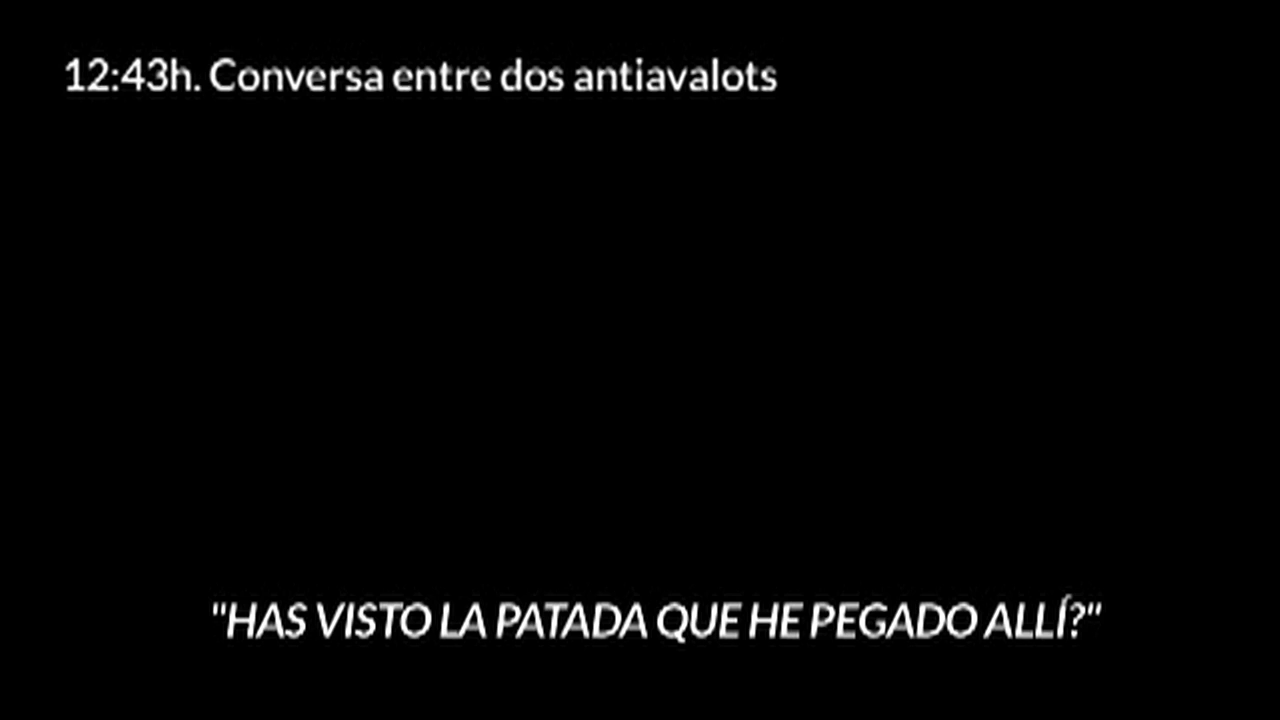 12:43h. Conversa entre dos antiavalots
"HAS VISTO LA PATADA QUE HE PEGADO ALLÍ?"